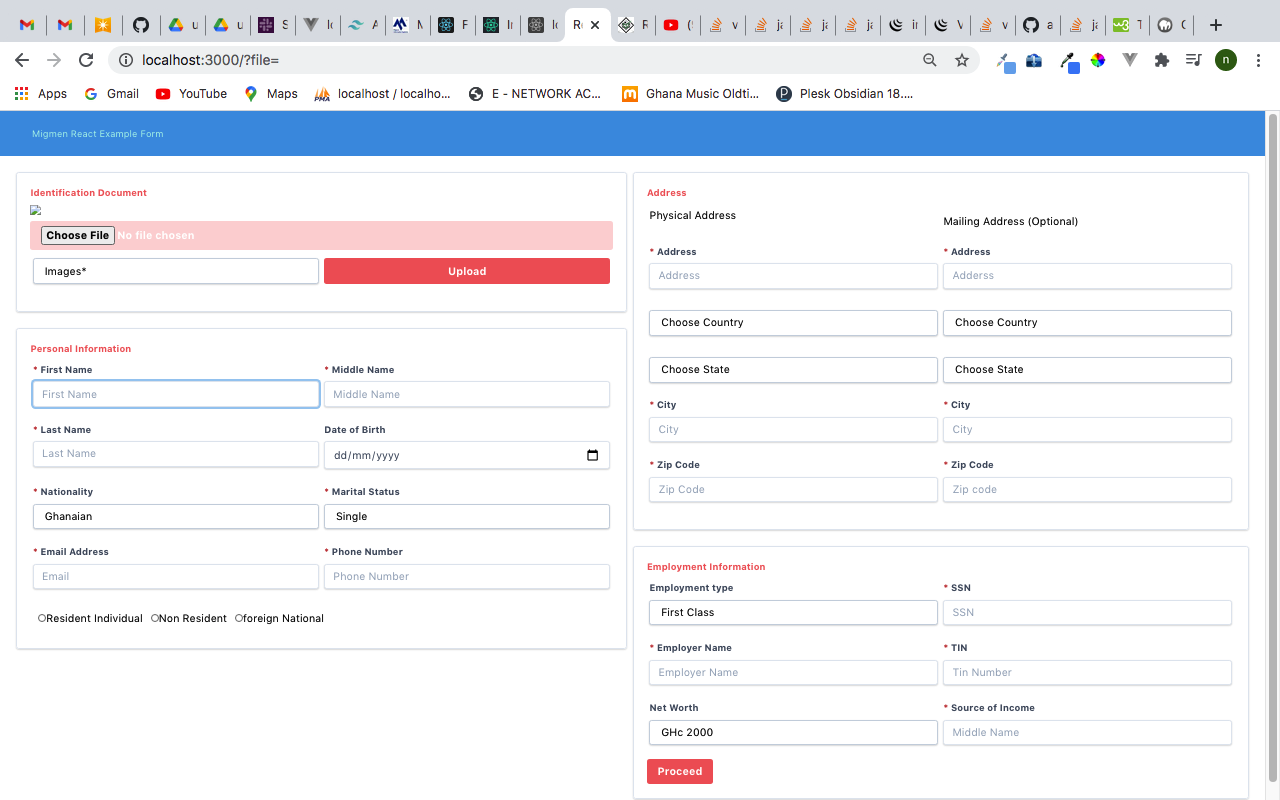 localhost:3000/?file=
n
Apps Gmail YouTube Maps localhost / localho... E - NETWORK AC... Ghana Music Oldti... Plesk Obsidian 18....
Migmen React Example Form
Identification Document
Choose File No file chosen
Images* Upload
Personal Information
* First Name * Middle Name
First Name Middle Name
* Last Name Date of Birth
Last Name dd/mm/yyyy
* Nationality * Marital Status
Ghanaian Single
* Email Address * Phone Number
Email Phone Number
Resident Individual Non Resident foreign National
Address
Physical Address Mailing Address (Optional)
* Address * Address
Address Adderss
Choose Country Choose Country
Choose State Choose State
* City * City
City City
* Zip Code * Zip Code
Zip Code Zip code
Employment Information
Employment type * SSN
First Class SSN
* Employer Name * TIN
Employer Name Tin Number
Net Worth * Source of Income
GHc 2000 Middle Name
Proceed